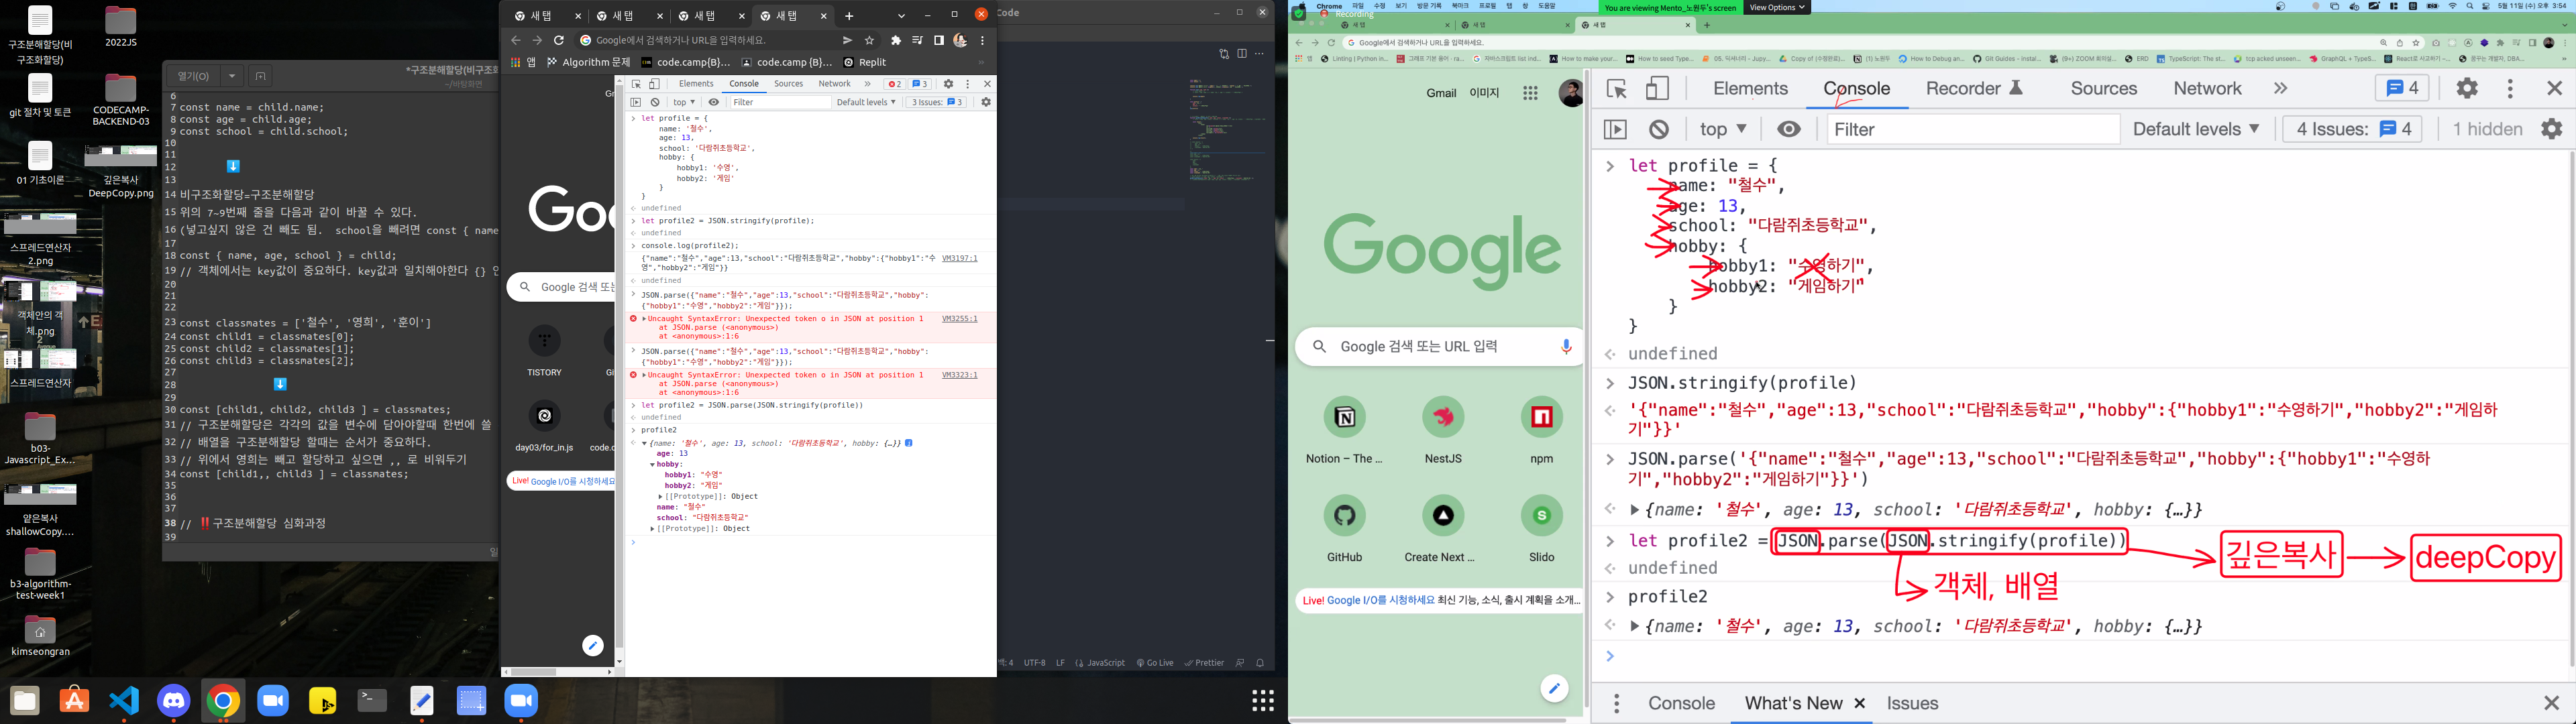 구조분해할당(비
구조화할당)
2022JS
git 절차 및 토큰
CODECAMP-
BACKEND-03
01 기초이론
깊은복사
DeepCopy.png
스프레드연산자
2.png
객체안의 객
체.png
스프레드연산자
b03-
Javascript_Ex...
얕은복사
shallowCopy....
b3-algorithm-
test-week1
kimseongran
열기(O)
*구조분해할당(비구조화
~/바탕화면
6
7 const name = child.name;
8 const age = child.age;
9 const school = child.school;
10
11
12
13
14 비구조화할당=구조분해할당
15 위의 7~9번째 줄을 다음과 같이 바꿀 수 있다.
16 (넣고싶지 않은 건 빼도 됨. school을 빼려면 const { name
17
18 const { name, age, school } = child;
19 // 객체에서는 key값이 중요하다. key값과 일치해야한다 {} 안
20
21
22
23 const classmates = ['철수', '영희', '훈이']
24 const child1 = classmates[0];
25 const child2 = classmates[1];
26 const child3 = classmates[2];
27
28
29
30 const [child1, child2, child3 ] = classmates;
31 // 구조분해할당은 각각의 값을 변수에 담아야할때 한번에 쓸
32 // 배열을 구조분해할당 할때는 순서가 중요하다.
33 // 위에서 영희는 빼고 할당하고 싶으면 ,, 로 비워두기
34 const [child1,, child3 ] = classmates;
35
36
37
38 // ‼️구조분해할당 심화과정
39
새 탭
새 탭
새 탭
새 탭
Google에서 검색하거나 URL을 입력하세요.
앱
Algorithm 문제
code.camp{B}...
code.camp {B}...
Replit
Elements Console Sources Network » 2 3
top Filter Default levels 3 Issues: 3
let profile = {
name: '철수',
age: 13,
school: '다람쥐초등학교',
hobby: {
hobby1: '수영',
hobby2: '게임'
}
}
undefined
let profile2 = JSON.stringify(profile);
undefined
console.log(profile2);
{"name":"철수","age":13,"school":"다람쥐초등학교","hobby":{"hobby1":"수 VM3197:1
영","hobby2":"게임"}}
undefined
JSON.parse({"name":"철수","age":13,"school":"다람쥐초등학교","hobby":
{"hobby1":"수영","hobby2":"게임"}});
Uncaught SyntaxError: Unexpected token o in JSON at position 1 VM3255:1
at JSON.parse (<anonymous>)
at <anonymous>:1:6
JSON.parse({"name":"철수","age":13,"school":"다람쥐초등학교","hobby":
{"hobby1":"수영","hobby2":"게임"}});
Uncaught SyntaxError: Unexpected token o in JSON at position 1 VM3323:1
at JSON.parse (<anonymous>)
at <anonymous>:1:6
let profile2 = JSON.parse(JSON.stringify(profile))
undefined
profile2
{name: '철수', age: 13, school: '다람쥐초등학교', hobby: {…}}
age: 13
hobby:
hobby1: "수영"
hobby2: "게임"
[[Prototype]]: Object
name: "철수"
school: "다람쥐초등학교"
[[Prototype]]: Object
Google 검색 또는
TISTORY
day03/for_in.js
code.c
Live! Google I/O를 시청하세요
Code
백: 4 UTF-8 LF JavaScript Go Live Prettier
Chrome 파일 수정 보기 방문 기록 북마크 프로필 탭 창 도움말
Recording
You are viewing Mento_노원두's screen View Options
5월 11일 (수) 오후 3:54
새 탭
새 탭
새 탭
Google에서 검색하거나 URL을 입력하세요.
Gmail 이미지
Google
Google 검색 또는 URL 입력
Notion – The ...
NestJS
npm
GitHub
Create Next ...
Slido
Live! Google I/O를 시청하세요 최신 기능, 소식, 출시 계획을 소개...
Elements Console Recorder Sources Network » 4
top Filter Default levels 4 Issues: 4 1 hidden
let profile = {
name: "철수",
age: 13,
school: "다람쥐초등학교",
hobby: {
hobby1: "수영하기",
hobby2: "게임하기"
}
}
undefined
JSON.stringify(profile)
'{"name":"철수","age":13,"school":"다람쥐초등학교","hobby":{"hobby1":"수영하기","hobby2":"게임하
기"}}'
JSON.parse('{"name":"철수","age":13,"school":"다람쥐초등학교","hobby":{"hobby1":"수영하
기","hobby2":"게임하기"}}')
{name: '철수', age: 13, school: '다람쥐초등학교', hobby: {…}}
let profile2 = JSON.parse(JSON.stringify(profile))
깊은복사
deepCopy
undefined
객체, 배열
profile2
{name: '철수', age: 13, school: '다람쥐초등학교', hobby: {…}}
Console What's New Issues